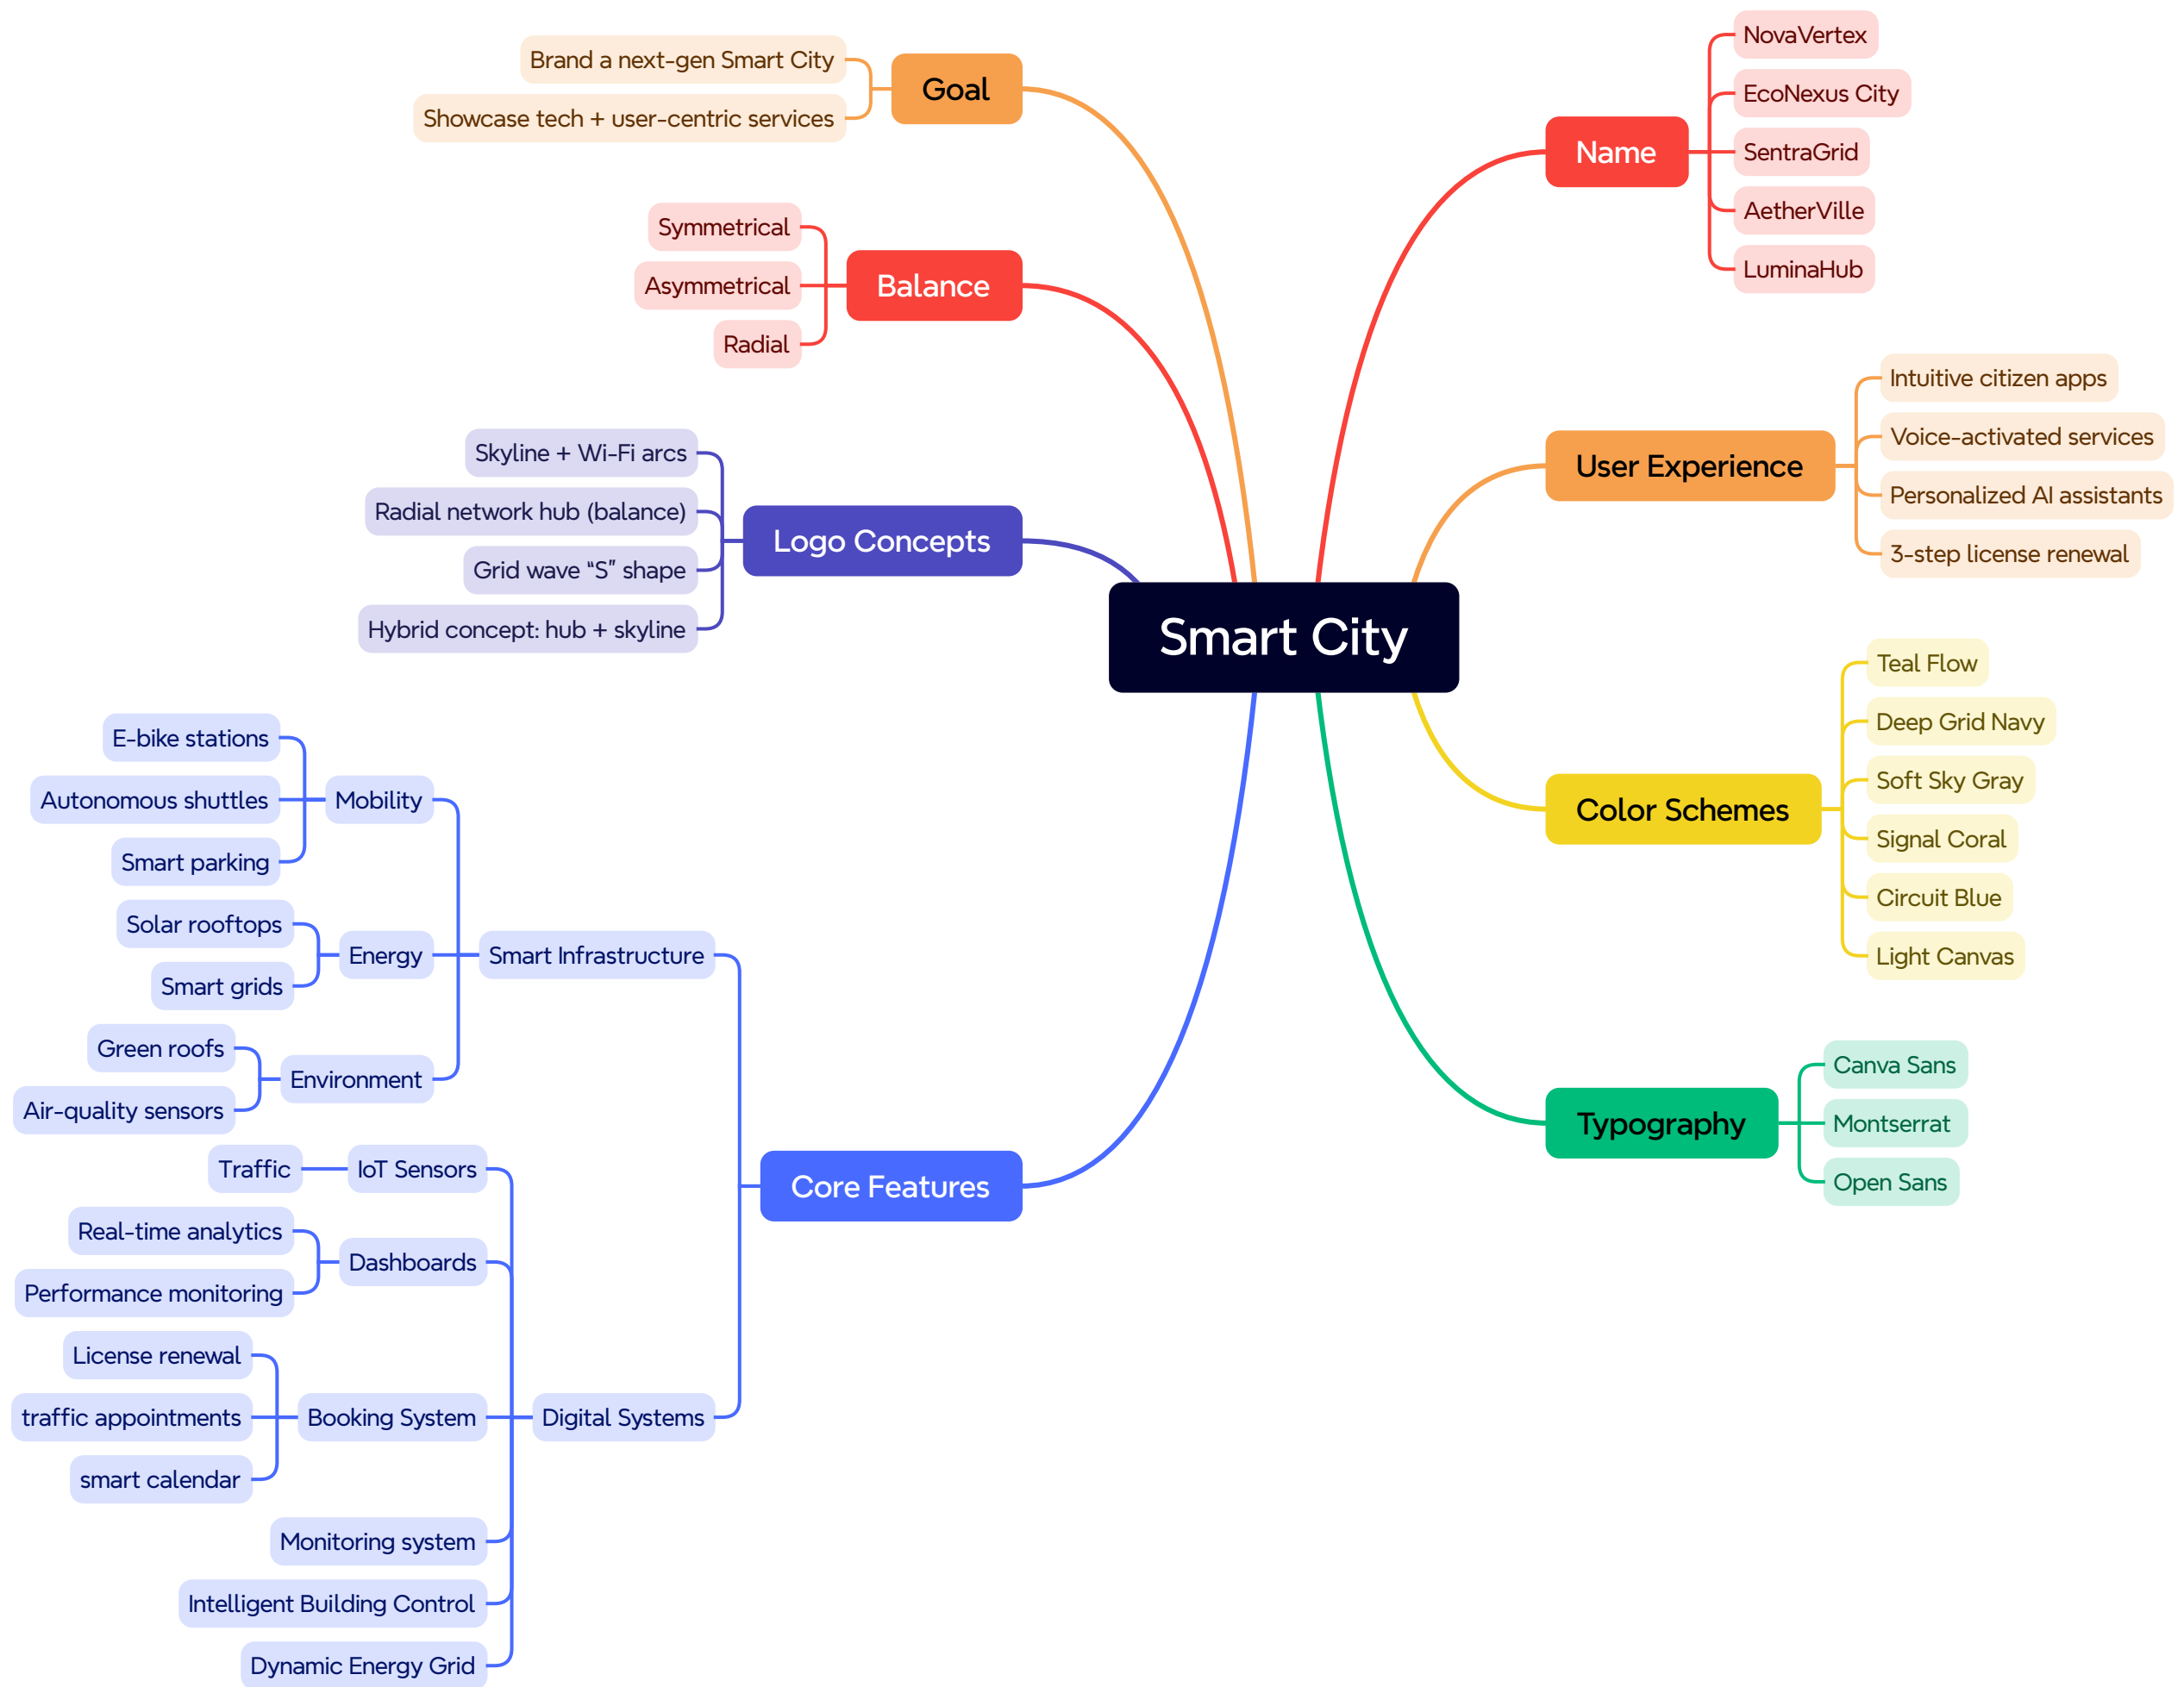 Smart City
Goal
Brand a next-gen Smart City
Showcase tech + user-centric services
Balance
Symmetrical
Asymmetrical
Radial
Logo Concepts
Skyline + Wi-Fi arcs
Radial network hub (balance)
Grid wave “S” shape
Hybrid concept: hub + skyline
Core Features
Smart Infrastructure
Mobility
E-bike stations
Autonomous shuttles
Smart parking
Energy
Solar rooftops
Smart grids
Environment
Green roofs
Air-quality sensors
Digital Systems
IoT Sensors
Traffic
Dashboards
Real-time analytics
Performance monitoring
Booking System
License renewal
traffic appointments
smart calendar
Monitoring system
Intelligent Building Control
Dynamic Energy Grid
Name
NovaVertex
EcoNexus City
SentraGrid
AetherVille
LuminaHub
User Experience
Intuitive citizen apps
Voice-activated services
Personalized AI assistants
3-step license renewal
Color Schemes
Teal Flow
Deep Grid Navy
Soft Sky Gray
Signal Coral
Circuit Blue
Light Canvas
Typography
Canva Sans
Montserrat
Open Sans